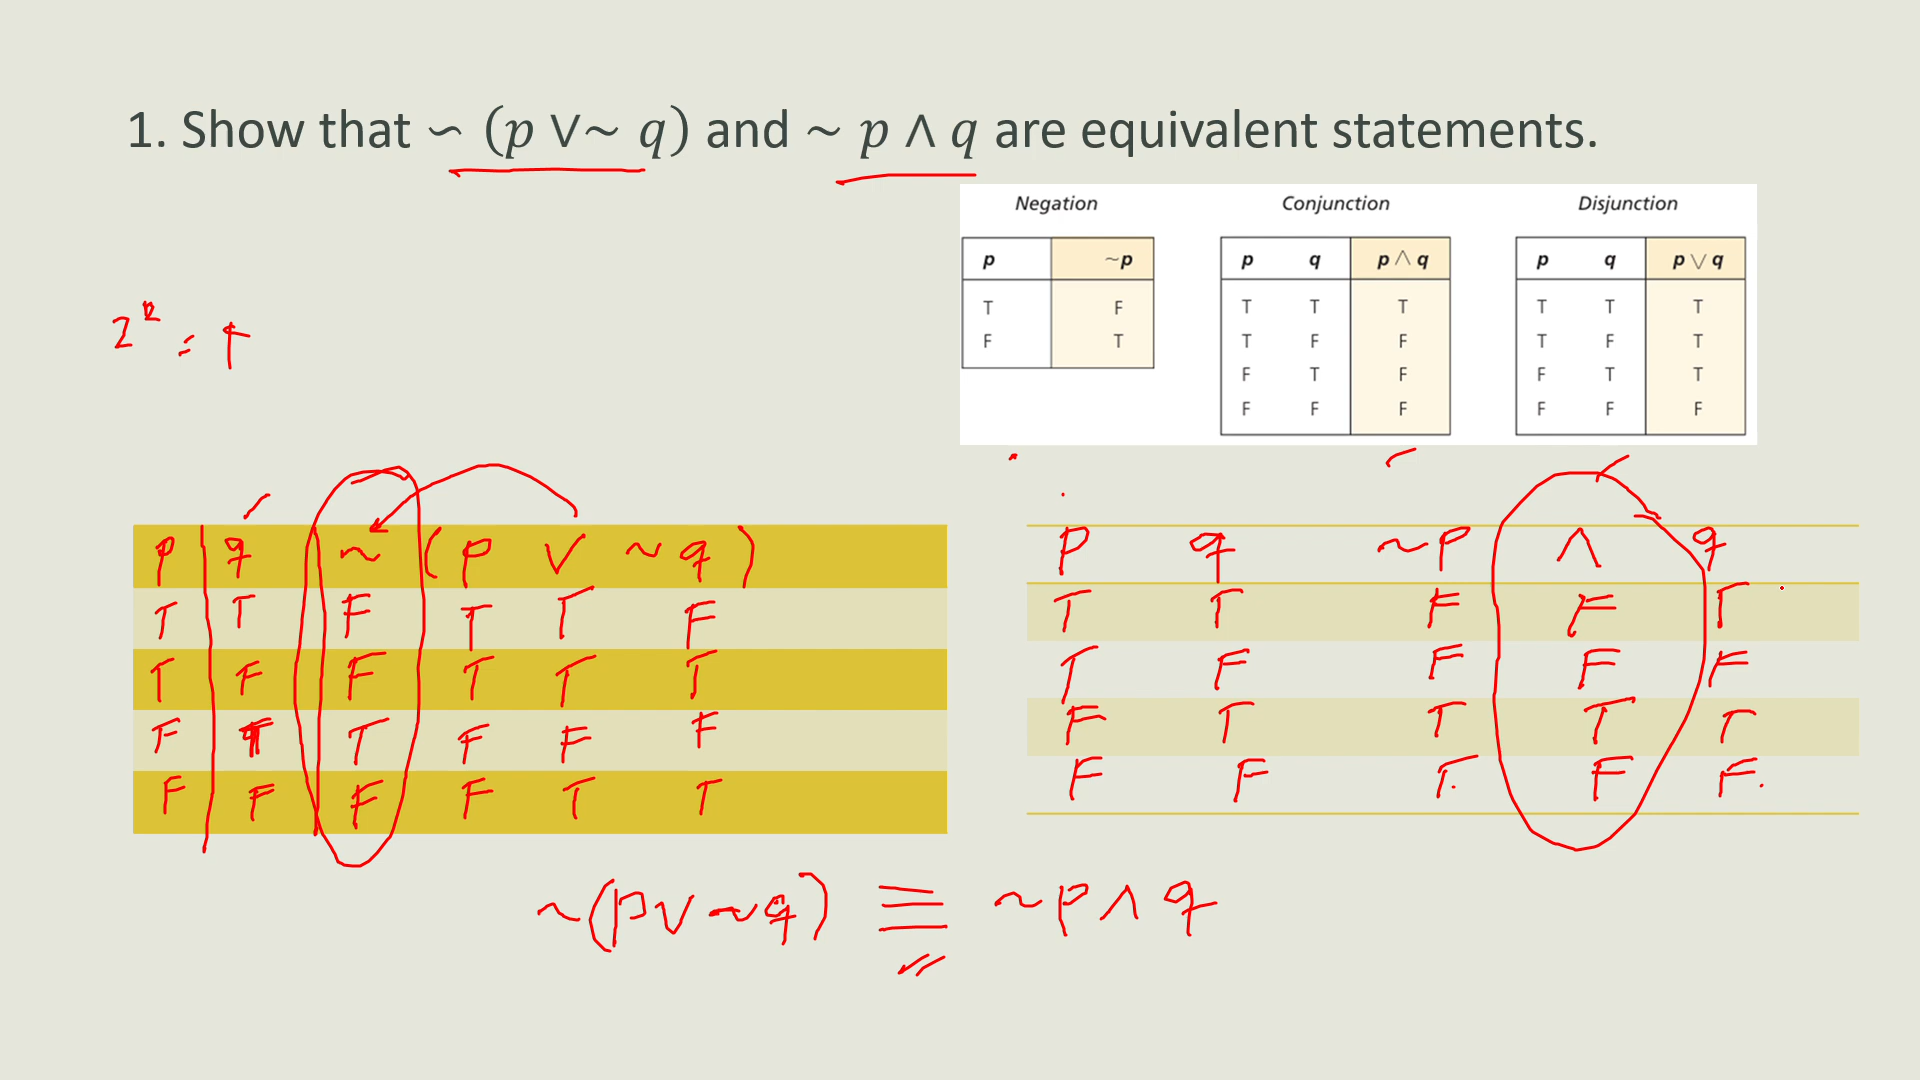 1. Show that ∽ (p ∨∼ q) and ∼ p ∧ q are equivalent statements.
Negation Conjunction Disjunction
p ~p
T F
F T
p q p ∧ q
T T T
T F F
F T F
F F F
p q p ∨ q
T T T
T F T
F T T
F F F
2² = 4
p q ~ ( p ∨ ~ q )
T T F T T F
T F F T T T
F T T F F F
F F F F T T
p q ~p ∧ q
T T F F T
T F F F F
F T T T T
F F T F F
~(p ∨ ~q) ≡ ~p ∧ q